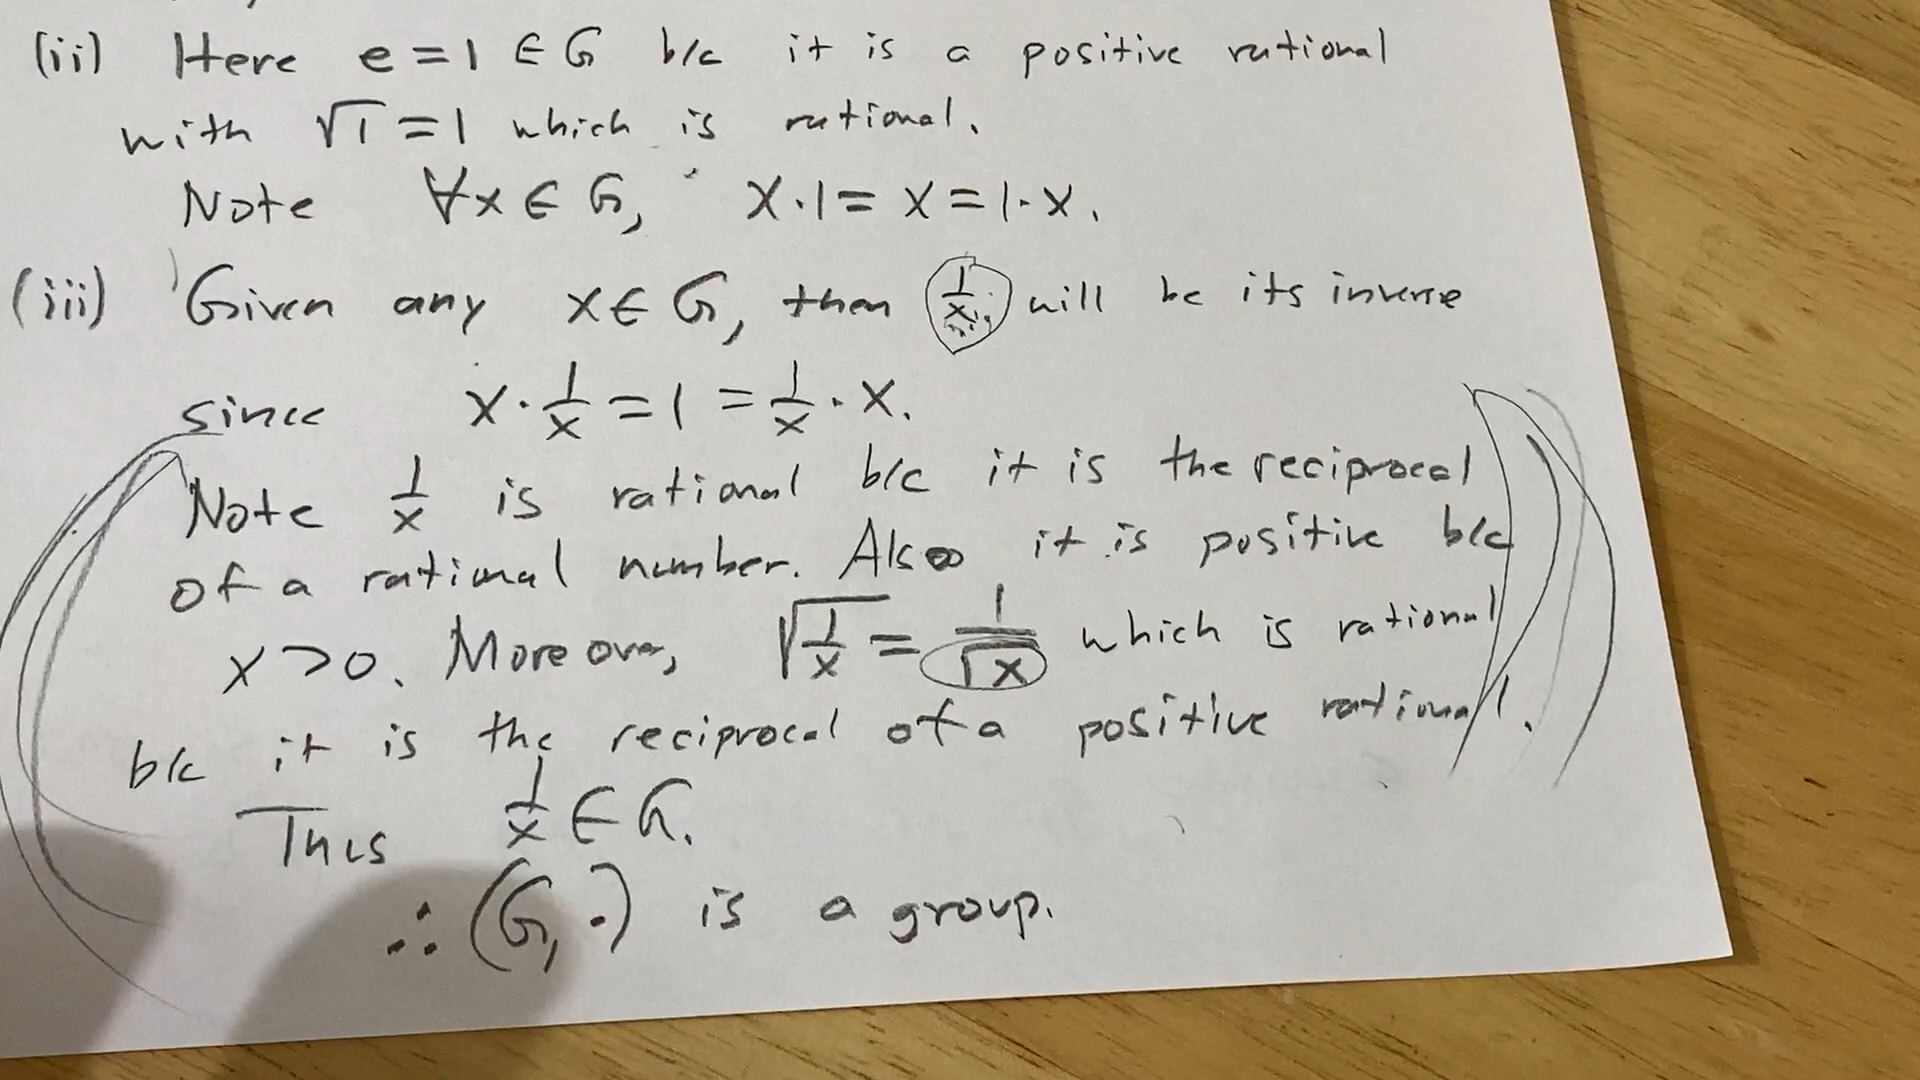 (ii) Here e = 1 ∈ G b/c it is a positive rational
with √1 = 1 which is rational.
Note ∀x ∈ G, x·1 = x = 1·x.
(iii) Given any x ∈ G, then 1/x will be its inverse
since x · 1/x = 1 = 1/x · x.
Note 1/x is rational b/c it is the reciprocal
of a rational number. Also it is positive b/c
x > 0. Moreover, √(1/x) = 1/√x which is rational
b/c it is the reciprocal of a positive rational.
Thus 1/x ∈ G.
∴ (G, ·) is a group.